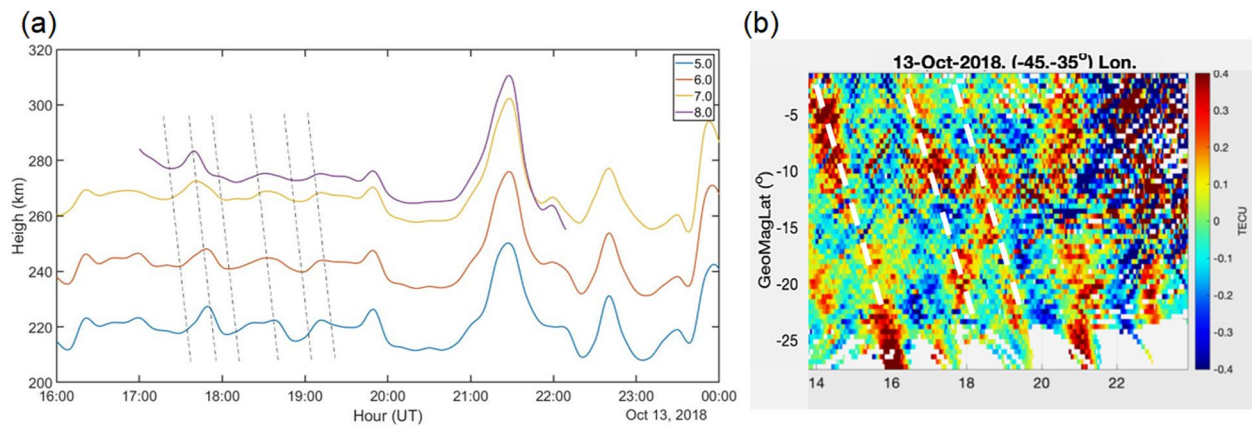 (a)
320
300
280
260
240
220
200
Heigh (km)
5.0
6.0
7.0
8.0
16:00 17:00 18:00 19:00 20:00 21:00 22:00 23:00 00:00
Hour (UT)
Oct 13, 2018
(b)
13-Oct-2018. (-45.-35°) Lon.
GeoMagLat (°)
-5
-10
-15
-20
-25
14 16 18 20 22
0.4
0.3
0.2
0.1
0
-0.1
-0.2
-0.3
-0.4
TECU